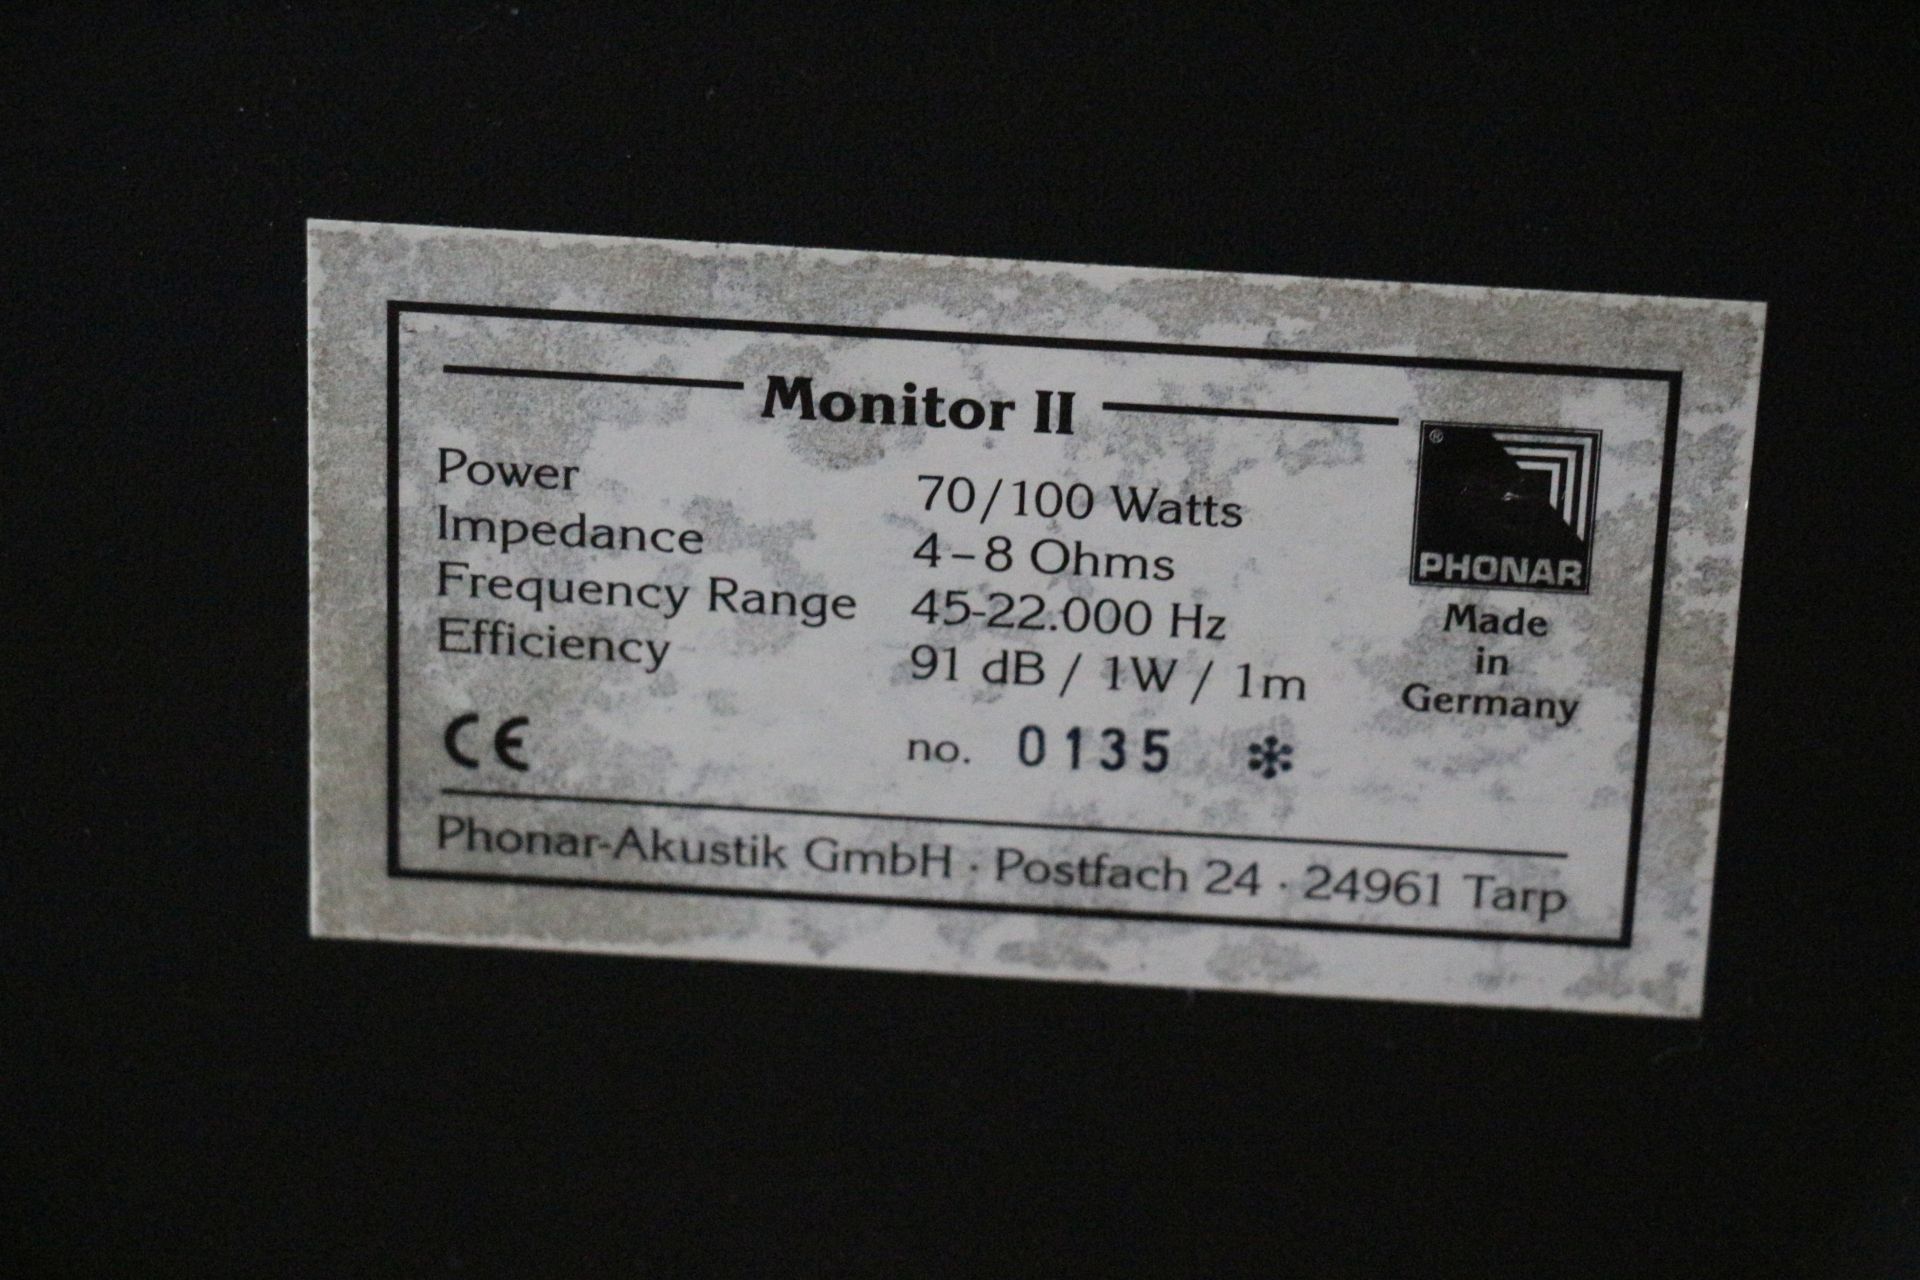 Monitor II
Power 70/100 Watts
Impedance 4–8 Ohms
Frequency Range 45-22.000 Hz
Efficiency 91 dB / 1W / 1m
CE no. 0135 *
®
PHONAR
Made
in
Germany
Phonar-Akustik GmbH · Postfach 24 · 24961 Tarp